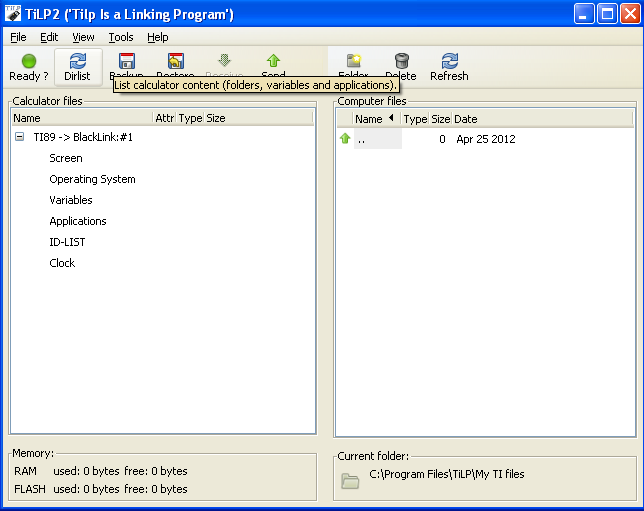 TiLP2 ('Tilp Is a Linking Program')
File Edit View Tools Help
Ready ? Dirlist Backup Restore Receive Send Folder Delete Refresh
List calculator content (folders, variables and applications).
Calculator files
Name Attr Type Size
TI89 -> BlackLink:#1
Screen
Operating System
Variables
Applications
ID-LIST
Clock
Computer files
Name Type Size Date
.. 0 Apr 25 2012
Memory:
RAM used: 0 bytes free: 0 bytes
FLASH used: 0 bytes free: 0 bytes
Current folder:
C:\Program Files\TiLP\My TI files